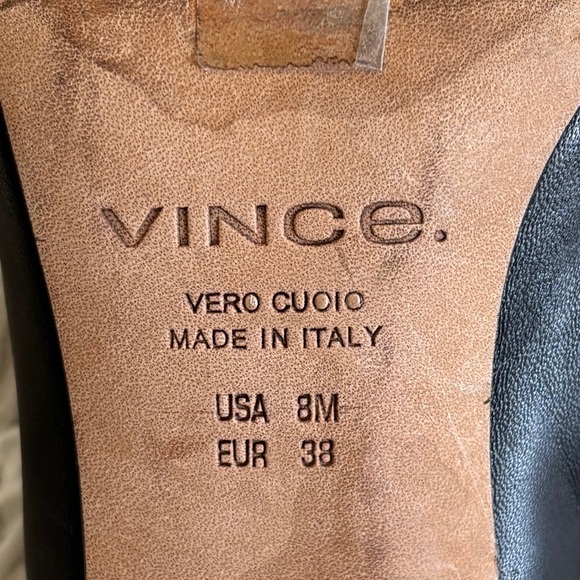 VINCE.
VERO CUOIO
MADE IN ITALY
USA 8M
EUR 38